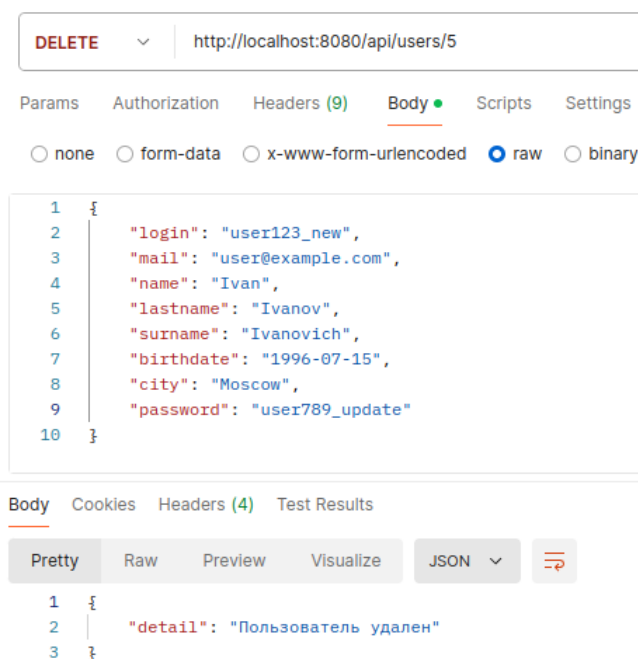 DELETE http://localhost:8080/api/users/5
Params Authorization Headers (9) Body Scripts Settings
none form-data x-www-form-urlencoded raw binary
1 {
2 "login": "user123_new",
3 "mail": "user@example.com",
4 "name": "Ivan",
5 "lastname": "Ivanov",
6 "surname": "Ivanovich",
7 "birthdate": "1996-07-15",
8 "city": "Moscow",
9 "password": "user789_update"
10 }
Body Cookies Headers (4) Test Results
Pretty Raw Preview Visualize JSON
1 {
2 "detail": "Пользователь удален"
3 }